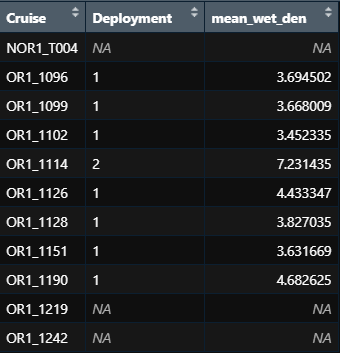 Cruise Deployment mean_wet_den
NOR1_T004 NA NA
OR1_1096 1 3.694502
OR1_1099 1 3.668009
OR1_1102 1 3.452335
OR1_1114 2 7.231435
OR1_1126 1 4.433347
OR1_1128 1 3.827035
OR1_1151 1 3.631669
OR1_1190 1 4.682625
OR1_1219 NA NA
OR1_1242 NA NA